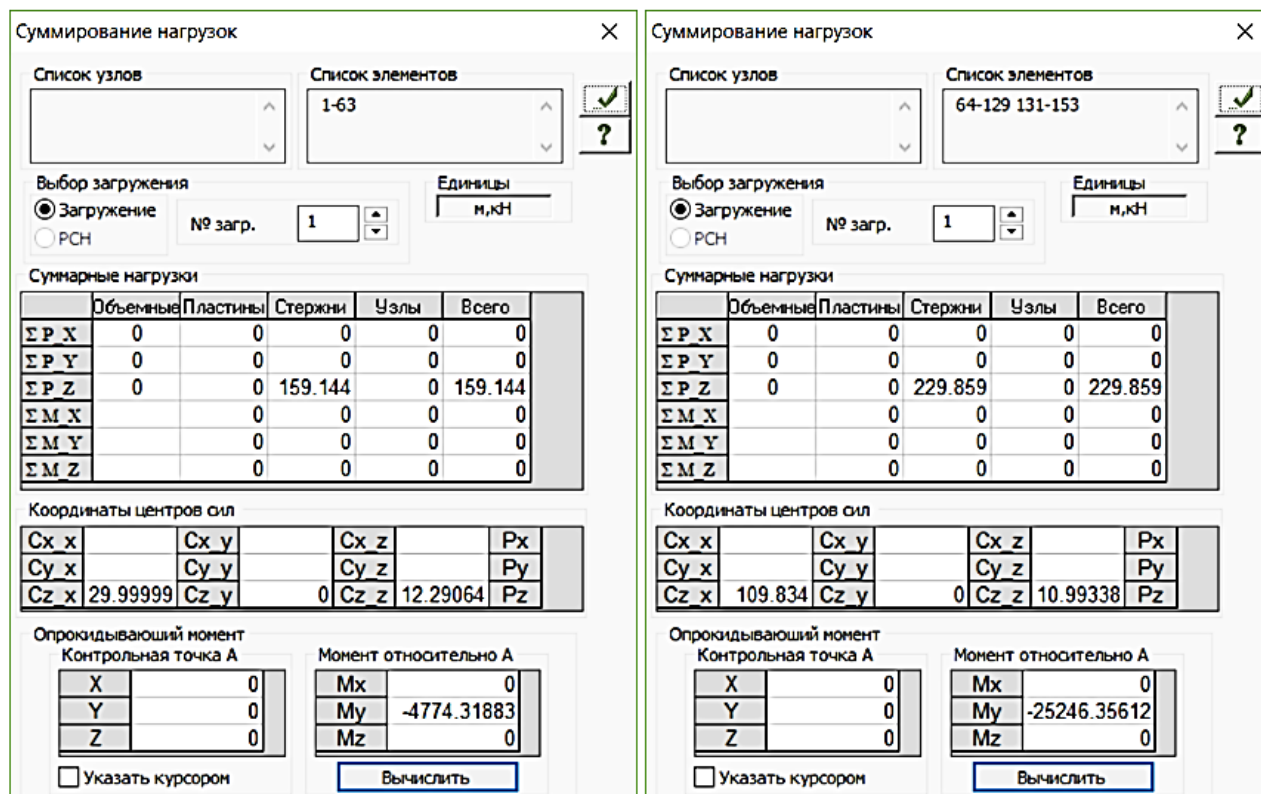 Суммирование нагрузок
Список узлов Список элементов
1-63
?
Выбор загружения Единицы
Загружение № загр. 1 м,кН
РСН
Суммарные нагрузки
Объемные Пластины Стержни Узлы Всего
Σ P_X 0 0 0 0 0
Σ P_Y 0 0 0 0 0
Σ P_Z 0 0 159.144 0 159.144
Σ M_X 0 0 0 0
Σ M_Y 0 0 0 0
Σ M_Z 0 0 0 0
Координаты центров сил
Cx_x Cx_y Cx_z Px
Cy_x Cy_y Cy_z Py
Cz_x 29.99999 Cz_y 0 Cz_z 12.29064 Pz
Опрокидывающий момент
Контрольная точка A Момент относительно A
X 0 Mx 0
Y 0 My -4774.31883
Z 0 Mz 0
Указать курсором Вычислить
Суммирование нагрузок
Список узлов Список элементов
64-129 131-153
?
Выбор загружения Единицы
Загружение № загр. 1 м,кН
РСН
Суммарные нагрузки
Объемные Пластины Стержни Узлы Всего
Σ P_X 0 0 0 0 0
Σ P_Y 0 0 0 0 0
Σ P_Z 0 0 229.859 0 229.859
Σ M_X 0 0 0 0
Σ M_Y 0 0 0 0
Σ M_Z 0 0 0 0
Координаты центров сил
Cx_x Cx_y Cx_z Px
Cy_x Cy_y Cy_z Py
Cz_x 109.834 Cz_y 0 Cz_z 10.99338 Pz
Опрокидывающий момент
Контрольная точка A Момент относительно A
X 0 Mx 0
Y 0 My -25246.35612
Z 0 Mz 0
Указать курсором Вычислить